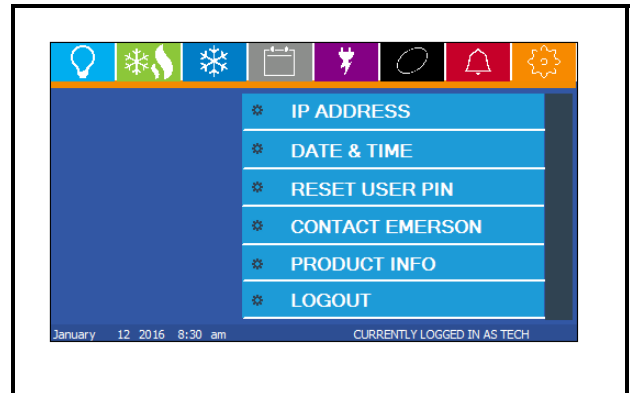 IP ADDRESS
DATE & TIME
RESET USER PIN
CONTACT EMERSON
PRODUCT INFO
LOGOUT
January 12 2016 8:30 am CURRENTLY LOGGED IN AS TECH